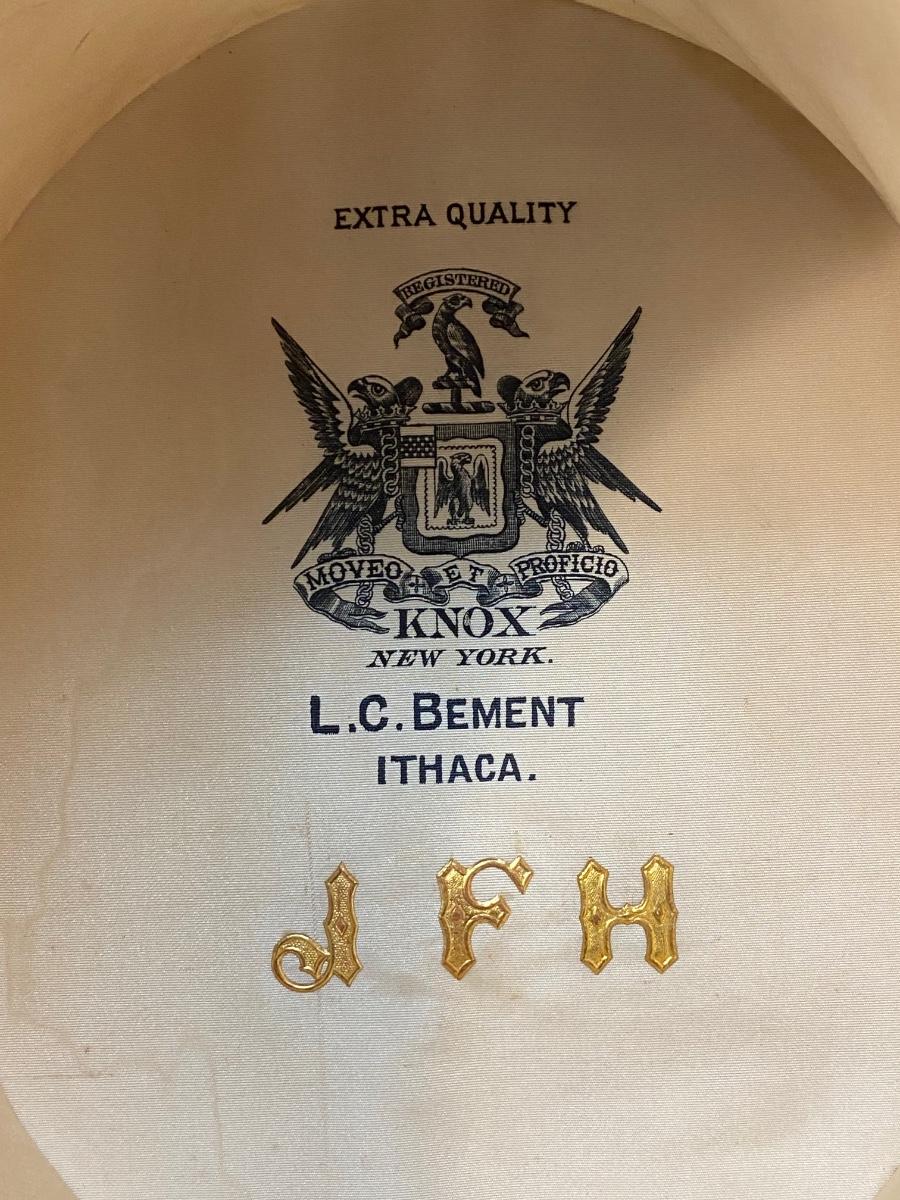 EXTRA QUALITY
REGISTERED
MOVEO ET PROFICIO
KNOX
NEW YORK.
L.C. BEMENT
ITHACA.
J F H